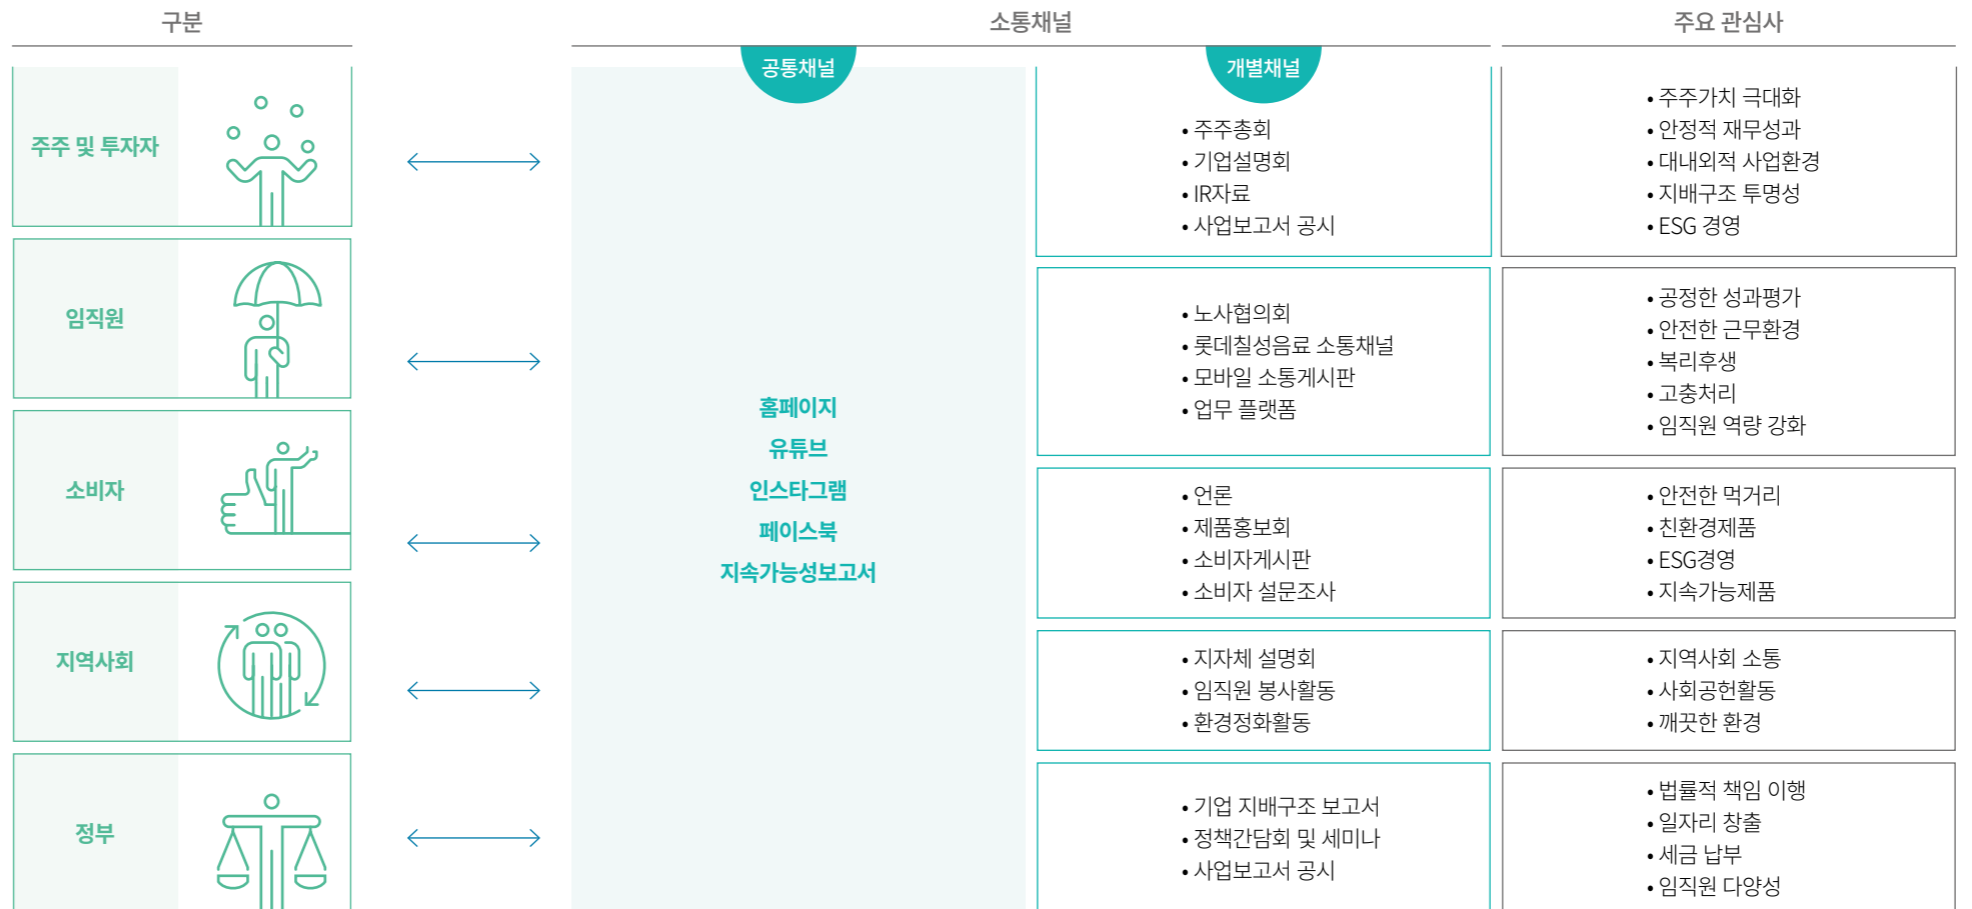 구분
소통채널
주요 관심사
공통채널
개별채널
주주 및 투자자
임직원
소비자
지역사회
정부
홈페이지
유튜브
인스타그램
페이스북
지속가능성보고서
• 주주총회
• 기업설명회
• IR자료
• 사업보고서 공시
• 주주가치 극대화
• 안정적 재무성과
• 대내외적 사업환경
• 지배구조 투명성
• ESG 경영
• 노사협의회
• 롯데칠성음료 소통채널
• 모바일 소통게시판
• 업무 플랫폼
• 공정한 성과평가
• 안전한 근무환경
• 복리후생
• 고충처리
• 임직원 역량 강화
• 언론
• 제품홍보회
• 소비자게시판
• 소비자 설문조사
• 안전한 먹거리
• 친환경제품
• ESG경영
• 지속가능제품
• 지자체 설명회
• 임직원 봉사활동
• 환경정화활동
• 지역사회 소통
• 사회공헌활동
• 깨끗한 환경
• 기업 지배구조 보고서
• 정책간담회 및 세미나
• 사업보고서 공시
• 법률적 책임 이행
• 일자리 창출
• 세금 납부
• 임직원 다양성